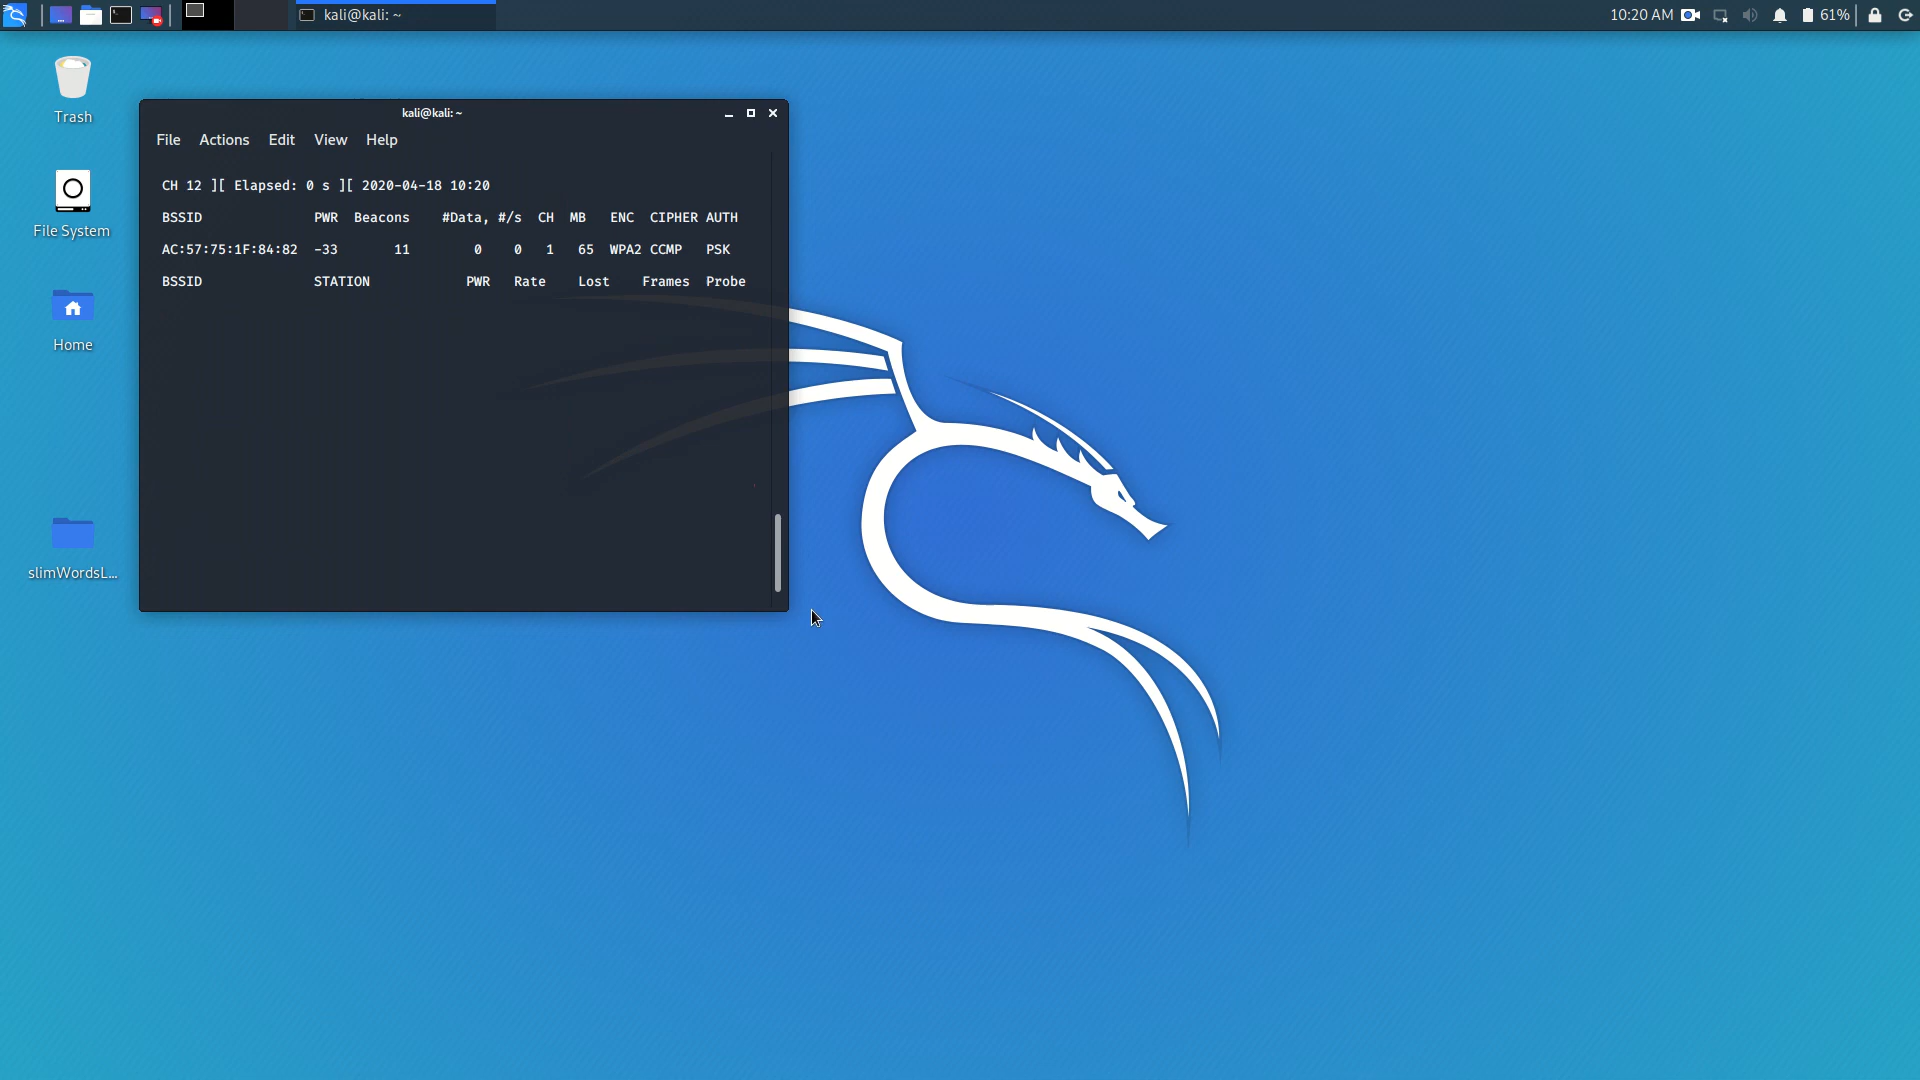 kali@kali: ~
10:20 AM
61%
Trash
File System
Home
slimWordsL...
kali@kali: ~
File Actions Edit View Help
CH 12 ][ Elapsed: 0 s ][ 2020-04-18 10:20
BSSID PWR Beacons #Data, #/s CH MB ENC CIPHER AUTH
AC:57:75:1F:84:82 -33 11 0 0 1 65 WPA2 CCMP PSK
BSSID STATION PWR Rate Lost Frames Probe